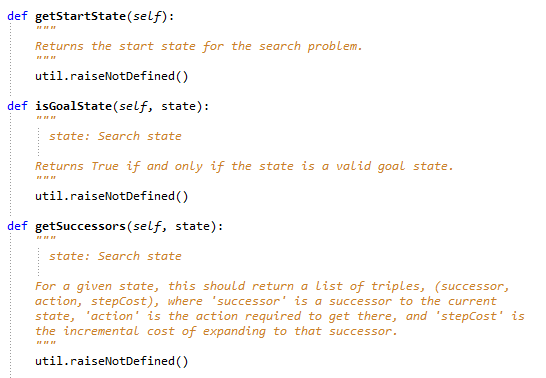 def getStartState(self):
"""
Returns the start state for the search problem.
"""
util.raiseNotDefined()
def isGoalState(self, state):
"""
state: Search state
Returns True if and only if the state is a valid goal state.
"""
util.raiseNotDefined()
def getSuccessors(self, state):
"""
state: Search state
For a given state, this should return a list of triples, (successor,
action, stepCost), where 'successor' is a successor to the current
state, 'action' is the action required to get there, and 'stepCost' is
the incremental cost of expanding to that successor.
"""
util.raiseNotDefined()